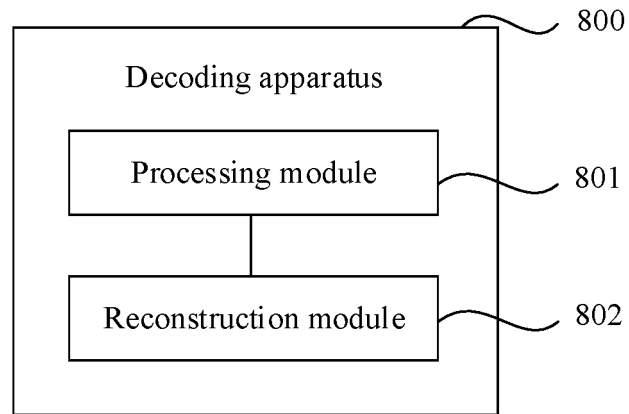 800
Decoding apparatus
Processing module
801
Reconstruction module
802